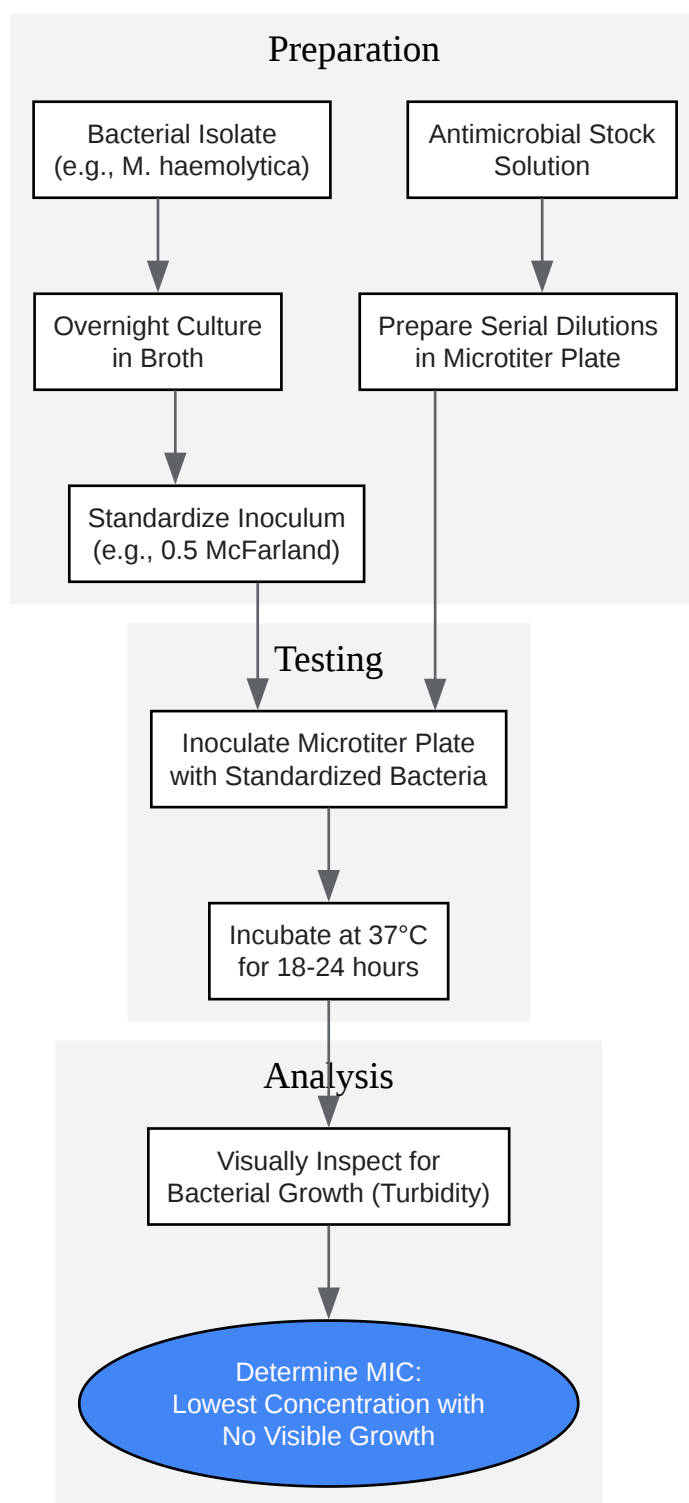 Preparation
Bacterial Isolate
(e.g., M. haemolytica)
Antimicrobial Stock
Solution
Overnight Culture
in Broth
Prepare Serial Dilutions
in Microtiter Plate
Standardize Inoculum
(e.g., 0.5 McFarland)
Testing
Inoculate Microtiter Plate
with Standardized Bacteria
Incubate at 37°C
for 18-24 hours
Analysis
Visually Inspect for
Bacterial Growth (Turbidity)
Determine MIC:
Lowest Concentration with
No Visible Growth